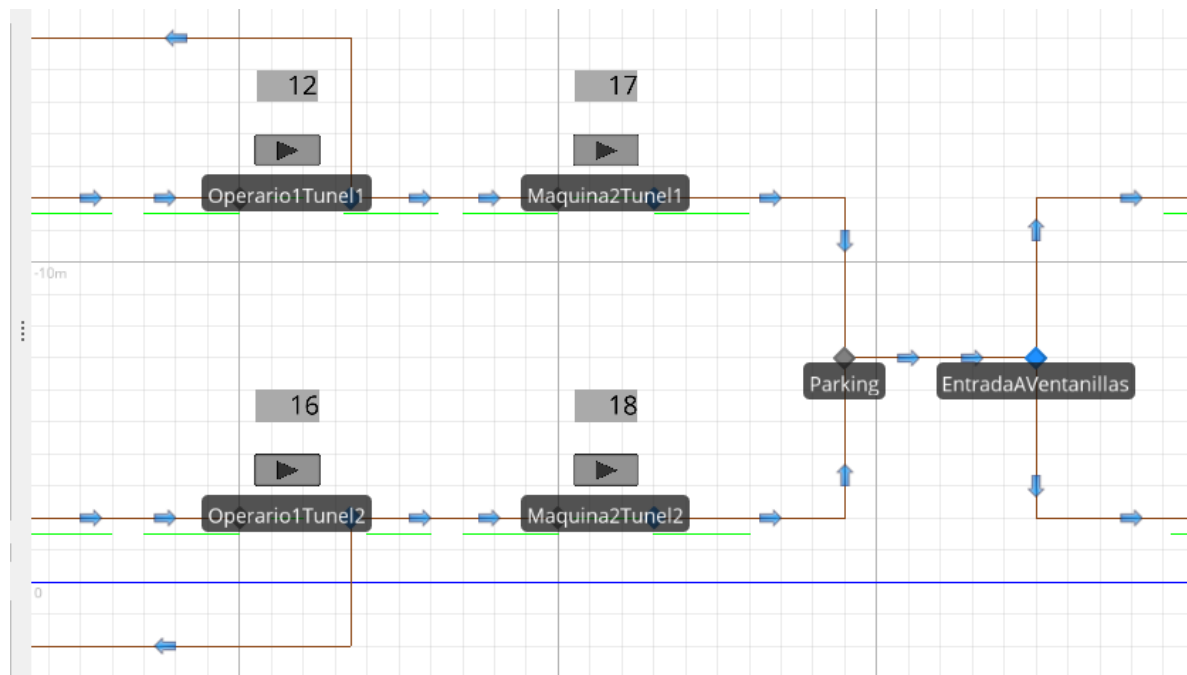 12
17
Operario1Tunel1
Maquina2Tunel1
-10m
Parking
EntradaAVentanillas
16
18
Operario1Tunel2
Maquina2Tunel2
0